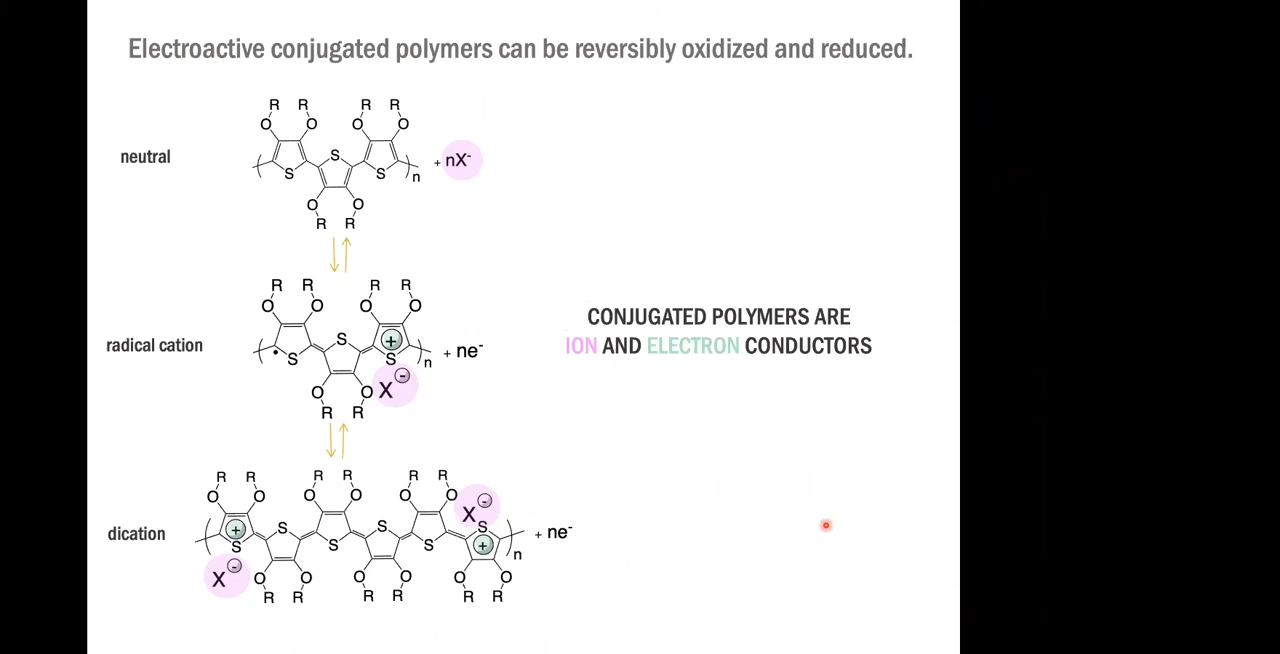 Electroactive conjugated polymers can be reversibly oxidized and reduced.
R R R R
O O O O
neutral
S
S S
( )n + nX-
O O
R R
R R R R
O O O O
radical cation
S + S
• S
( )n + ne-
X -
O O
R R
CONJUGATED POLYMERS ARE
ION AND ELECTRON CONDUCTORS
R R R R R R
O O O O O O
X -
dication
+ S S S
S S S +
( )n + ne-
X -
O O O O O O
R R R R R R